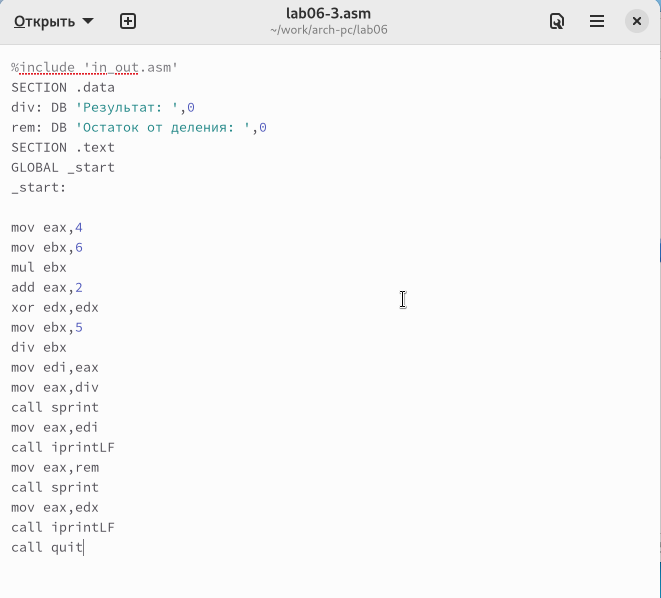 Открыть
lab06-3.asm
~/work/arch-pc/lab06
%include 'in_out.asm'
SECTION .data
div: DB 'Результат: ',0
rem: DB 'Остаток от деления: ',0
SECTION .text
GLOBAL _start
_start:
mov eax,4
mov ebx,6
mul ebx
add eax,2
xor edx,edx
mov ebx,5
div ebx
mov edi,eax
mov eax,div
call sprint
mov eax,edi
call iprintLF
mov eax,rem
call sprint
mov eax,edx
call iprintLF
call quit